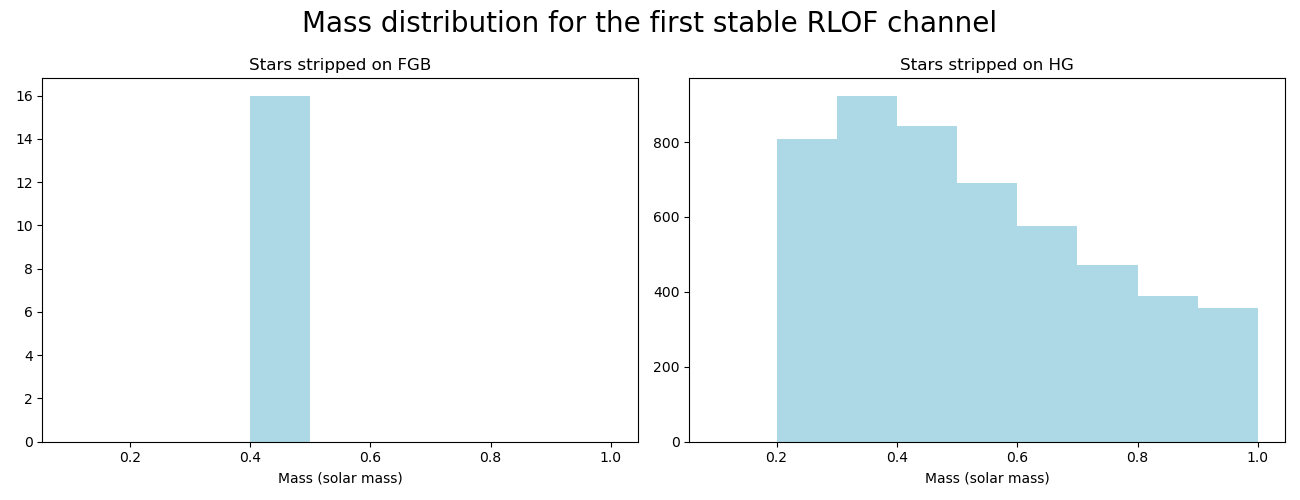 Mass distribution for the first stable RLOF channel
Stars stripped on FGB
16
14
12
10
8
6
4
2
0
0.2 0.4 0.6 0.8 1.0
Mass (solar mass)
Stars stripped on HG
800
600
400
200
0
0.2 0.4 0.6 0.8 1.0
Mass (solar mass)